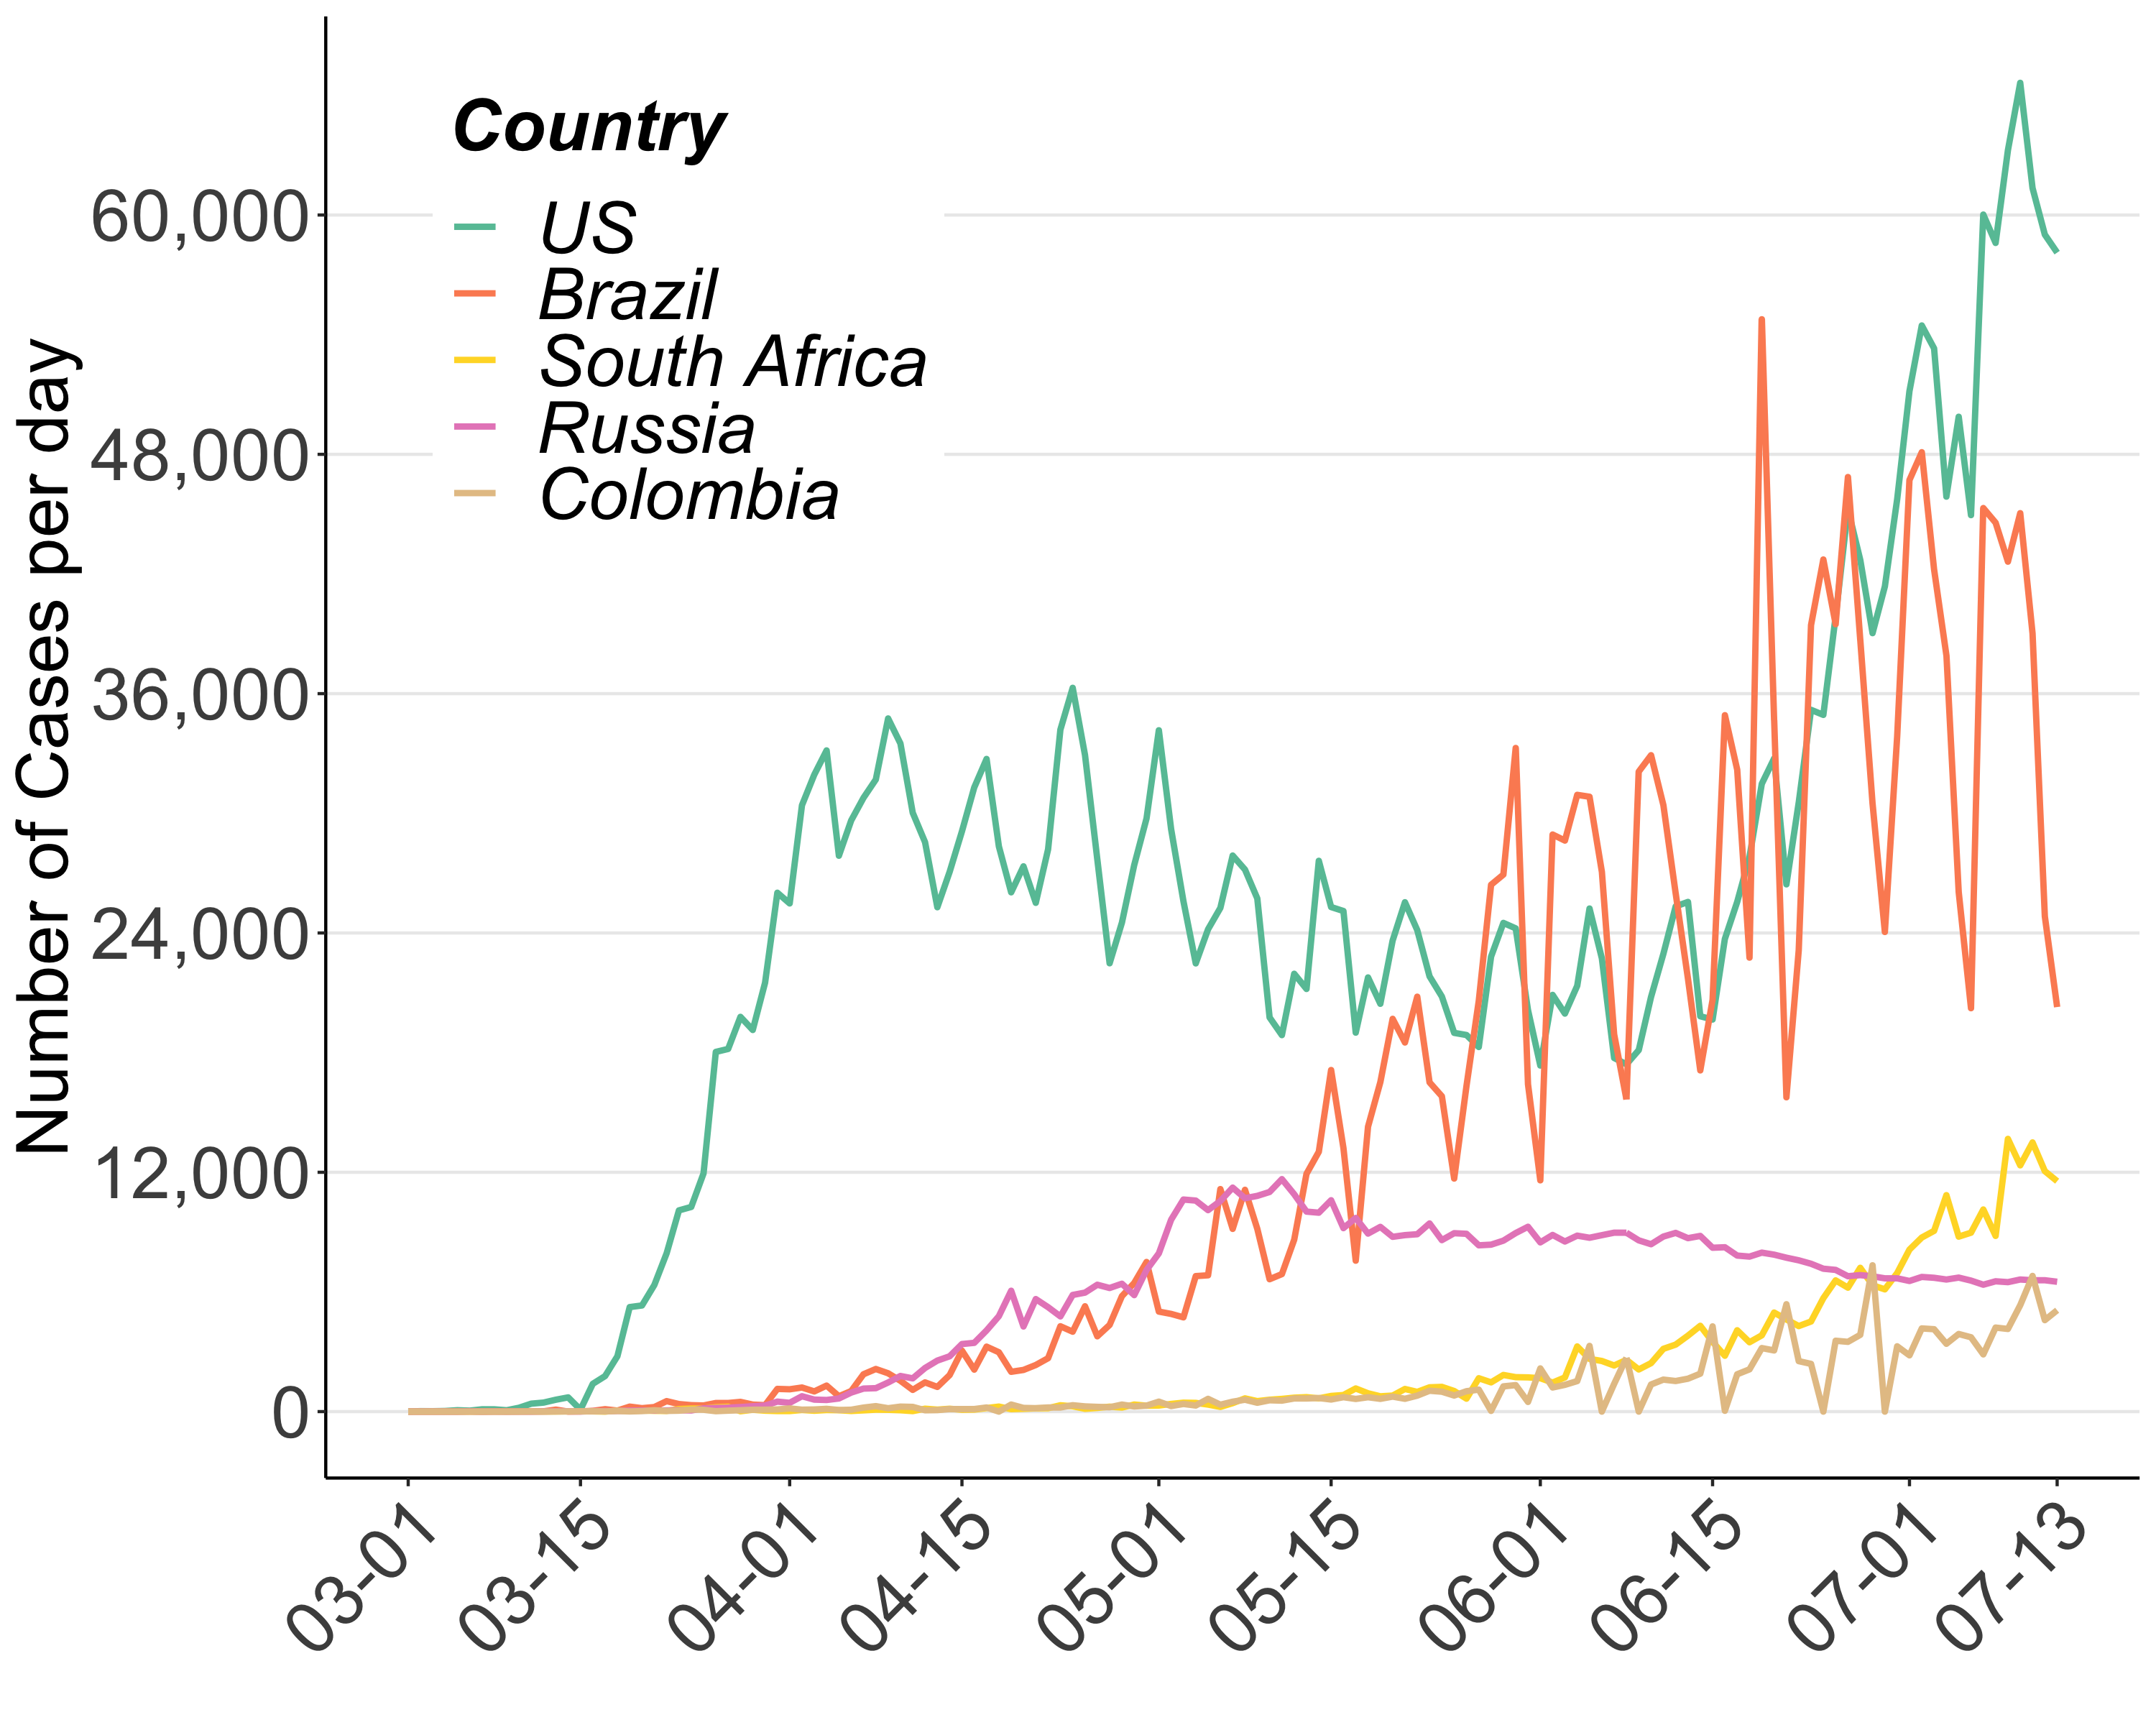 Country
US
Brazil
South Africa
Russia
Colombia
Number of Cases per day
60,000
48,000
36,000
24,000
12,000
0
03-01
03-15
04-01
04-15
05-01
05-15
06-01
06-15
07-01
07-13